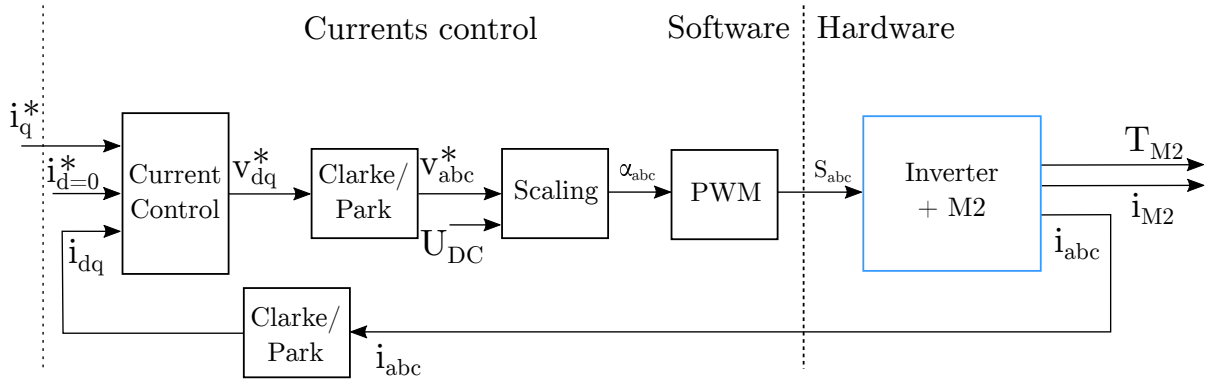 Currents control
Software
Hardware
i*q
i*d=0
idq
Current
Control
v*dq
Clarke/
Park
v*abc
UDC
Scaling
αabc
PWM
Sabc
Inverter
+ M2
TM2
iM2
iabc
Clarke/
Park
iabc